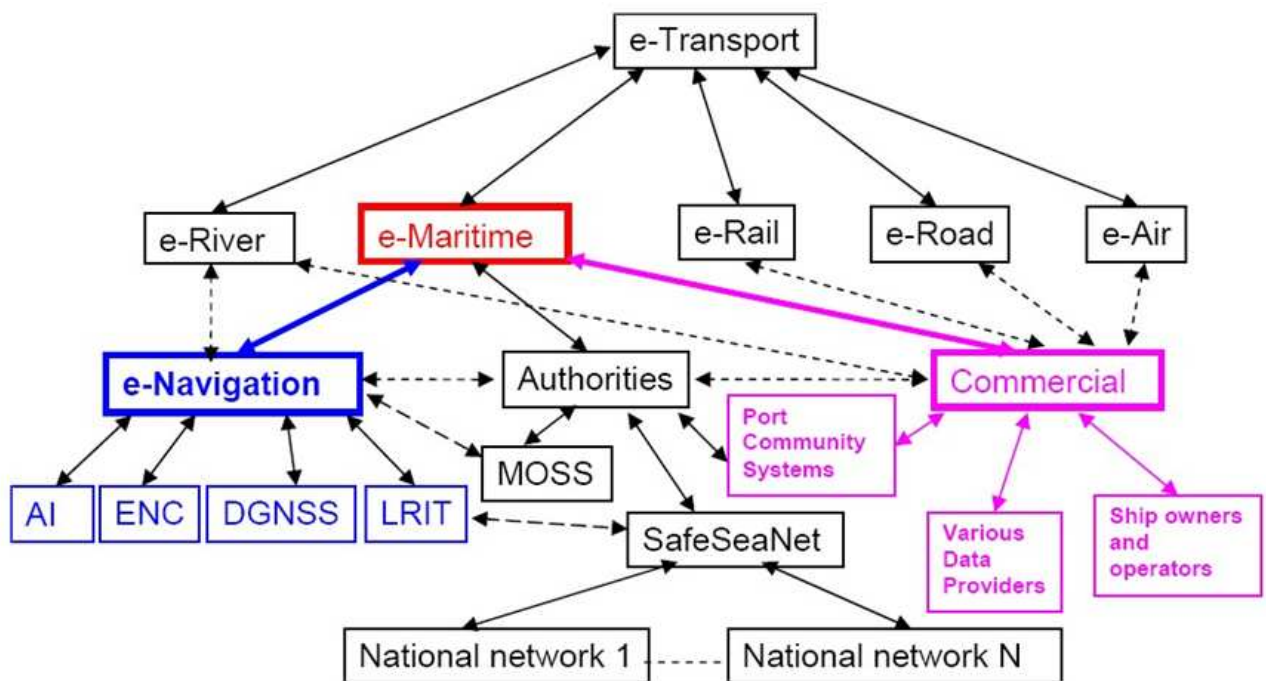 e-Transport
e-River
e-Maritime
e-Rail
e-Road
e-Air
e-Navigation
Authorities
Commercial
Port
Community
Systems
MOSS
AI
ENC
DGNSS
LRIT
SafeSeaNet
Various
Data
Providers
Ship owners
and
operators
National network 1
National network N